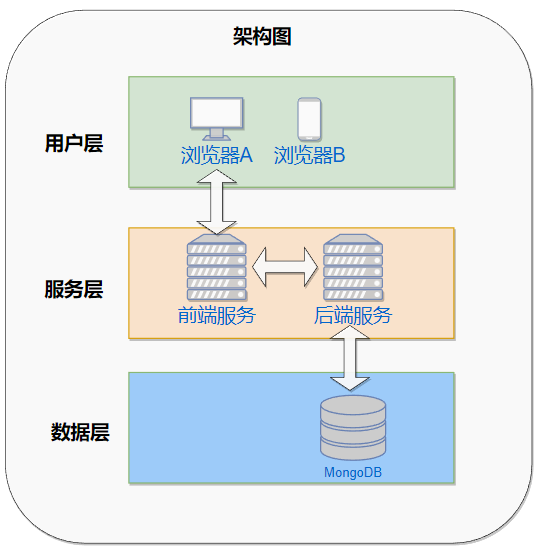 架构图
用户层
浏览器A
浏览器B
服务层
前端服务
后端服务
数据层
MongoDB